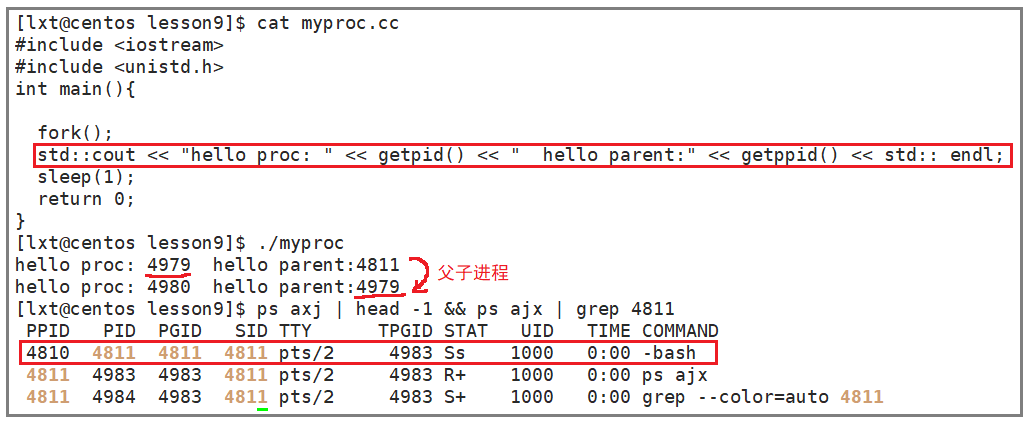 [lxt@centos lesson9]$ cat myproc.cc
#include <iostream>
#include <unistd.h>
int main(){
fork();
std::cout << "hello proc: " << getpid() << "  hello parent:" << getppid() << std:: endl;
sleep(1);
return 0;
}
[lxt@centos lesson9]$ ./myproc
hello proc: 4979  hello parent:4811
hello proc: 4980  hello parent:4979
父子进程
[lxt@centos lesson9]$ ps axj | head -1 && ps ajx | grep 4811
PPID   PID  PGID   SID TTY      TPGID STAT   UID   TIME COMMAND
4810  4811  4811  4811 pts/2     4983 Ss    1000   0:00 -bash
4811  4983  4983  4811 pts/2     4983 R+    1000   0:00 ps ajx
4811  4984  4983  4811 pts/2     4983 S+    1000   0:00 grep --color=auto 4811